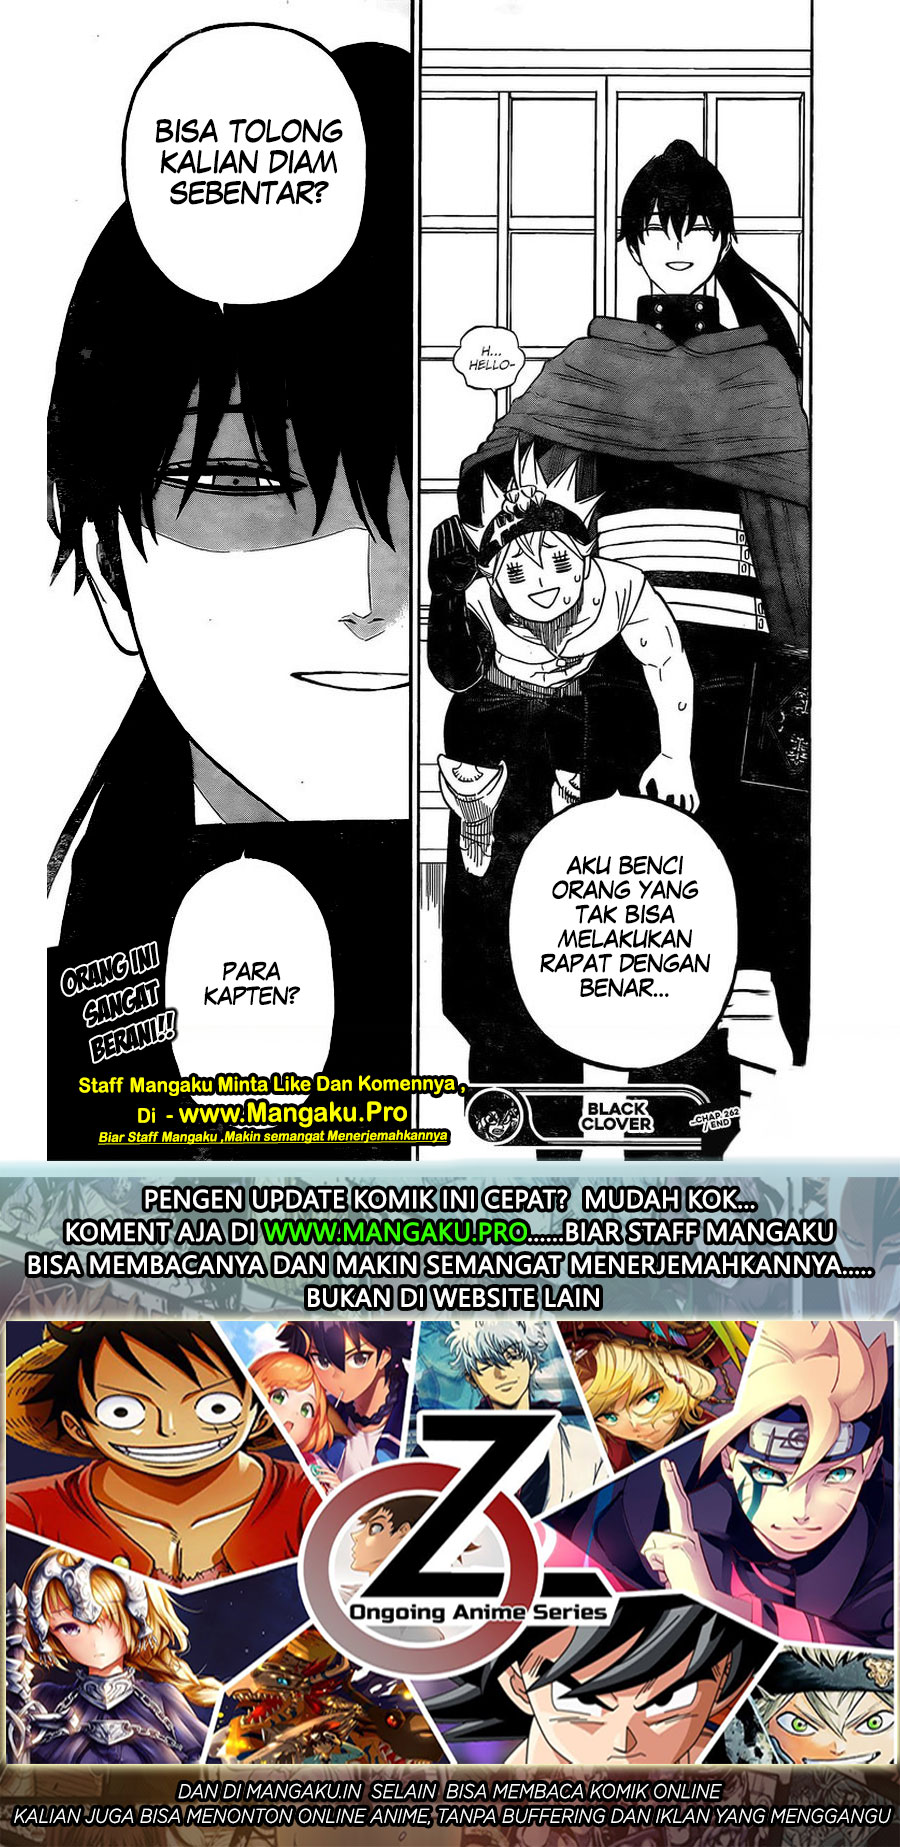 H...
HELLO-
AKU BENCI
ORANG YANG
TAK BISA
MELAKUKAN
RAPAT DENGAN
BENAR...
BISA TOLONG
KALIAN DIAM
SEBENTAR?
PARA
KAPTEN?
ORANG INI
SANGAT
BERANI!!
Staff Mangaku Minta Like Dan Komennya ,
Di - www.Mangaku.Pro
Biar Staff Mangaku ,Makin semangat Menerjemahkannya
BLACK
CLOVER
...CHAP. 262
/ END
PENGEN UPDATE KOMIK INI CEPAT? MUDAH KOK...
KOMENT AJA DI WWW.MANGAKU.PRO......BIAR STAFF MANGAKU
BISA MEMBACANYA DAN MAKIN SEMANGAT MENERJEMAHKANNYA.....
BUKAN DI WEBSITE LAIN
Z
Ongoing Anime Series
DAN DI MANGAKU.IN SELAIN BISA MEMBACA KOMIK ONLINE
KALIAN JUGA BISA MENONTON ONLINE ANIME, TANPA BUFFERING DAN IKLAN YANG MENGGANGU